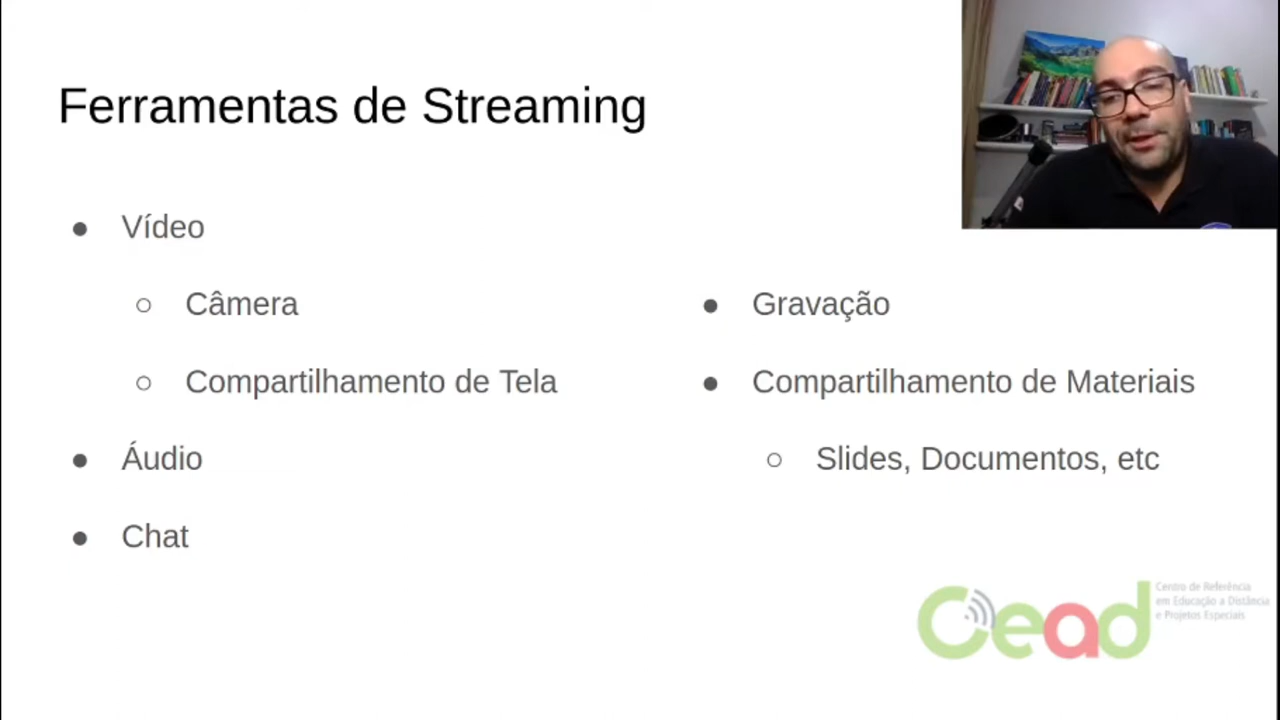 Ferramentas de Streaming
Vídeo
Câmera
Compartilhamento de Tela
Áudio
Chat
Gravação
Compartilhamento de Materiais
Slides, Documentos, etc
Cead
Centro de Referência
em Educação a Distância
e Projetos Especiais